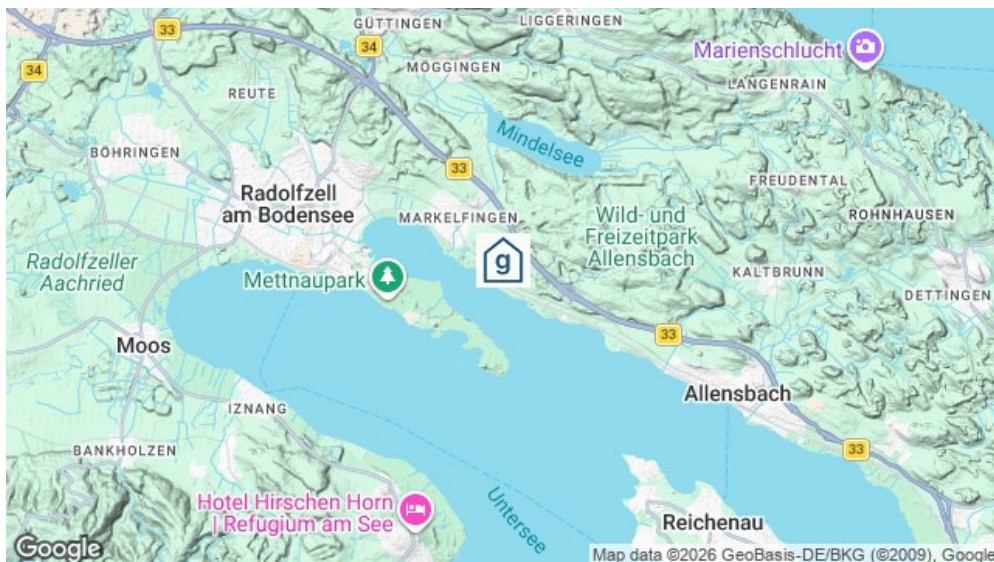 33
GÜTTINGEN
LIGGERINGEN
34
Marienschlucht
34
MÖGGINGEN
LANGENRAIN
REUTE
Mindelsee
BÖHRINGEN
33
FREUDENTAL
Radolfzell
am Bodensee
MARKELFINGEN
Wild- und
Freizeitpark
Allensbach
ROHNHAUSEN
g
Radolfzeller
Aachried
Mettnaupark
KALTBRUNN
DETTINGEN
33
Moos
Allensbach
IZNANG
BANKHOLZEN
33
Hotel Hirschen Horn
| Refugium am See
Untersee
Reichenau
Google
Map data ©2026 GeoBasis-DE/BKG (©2009), Google